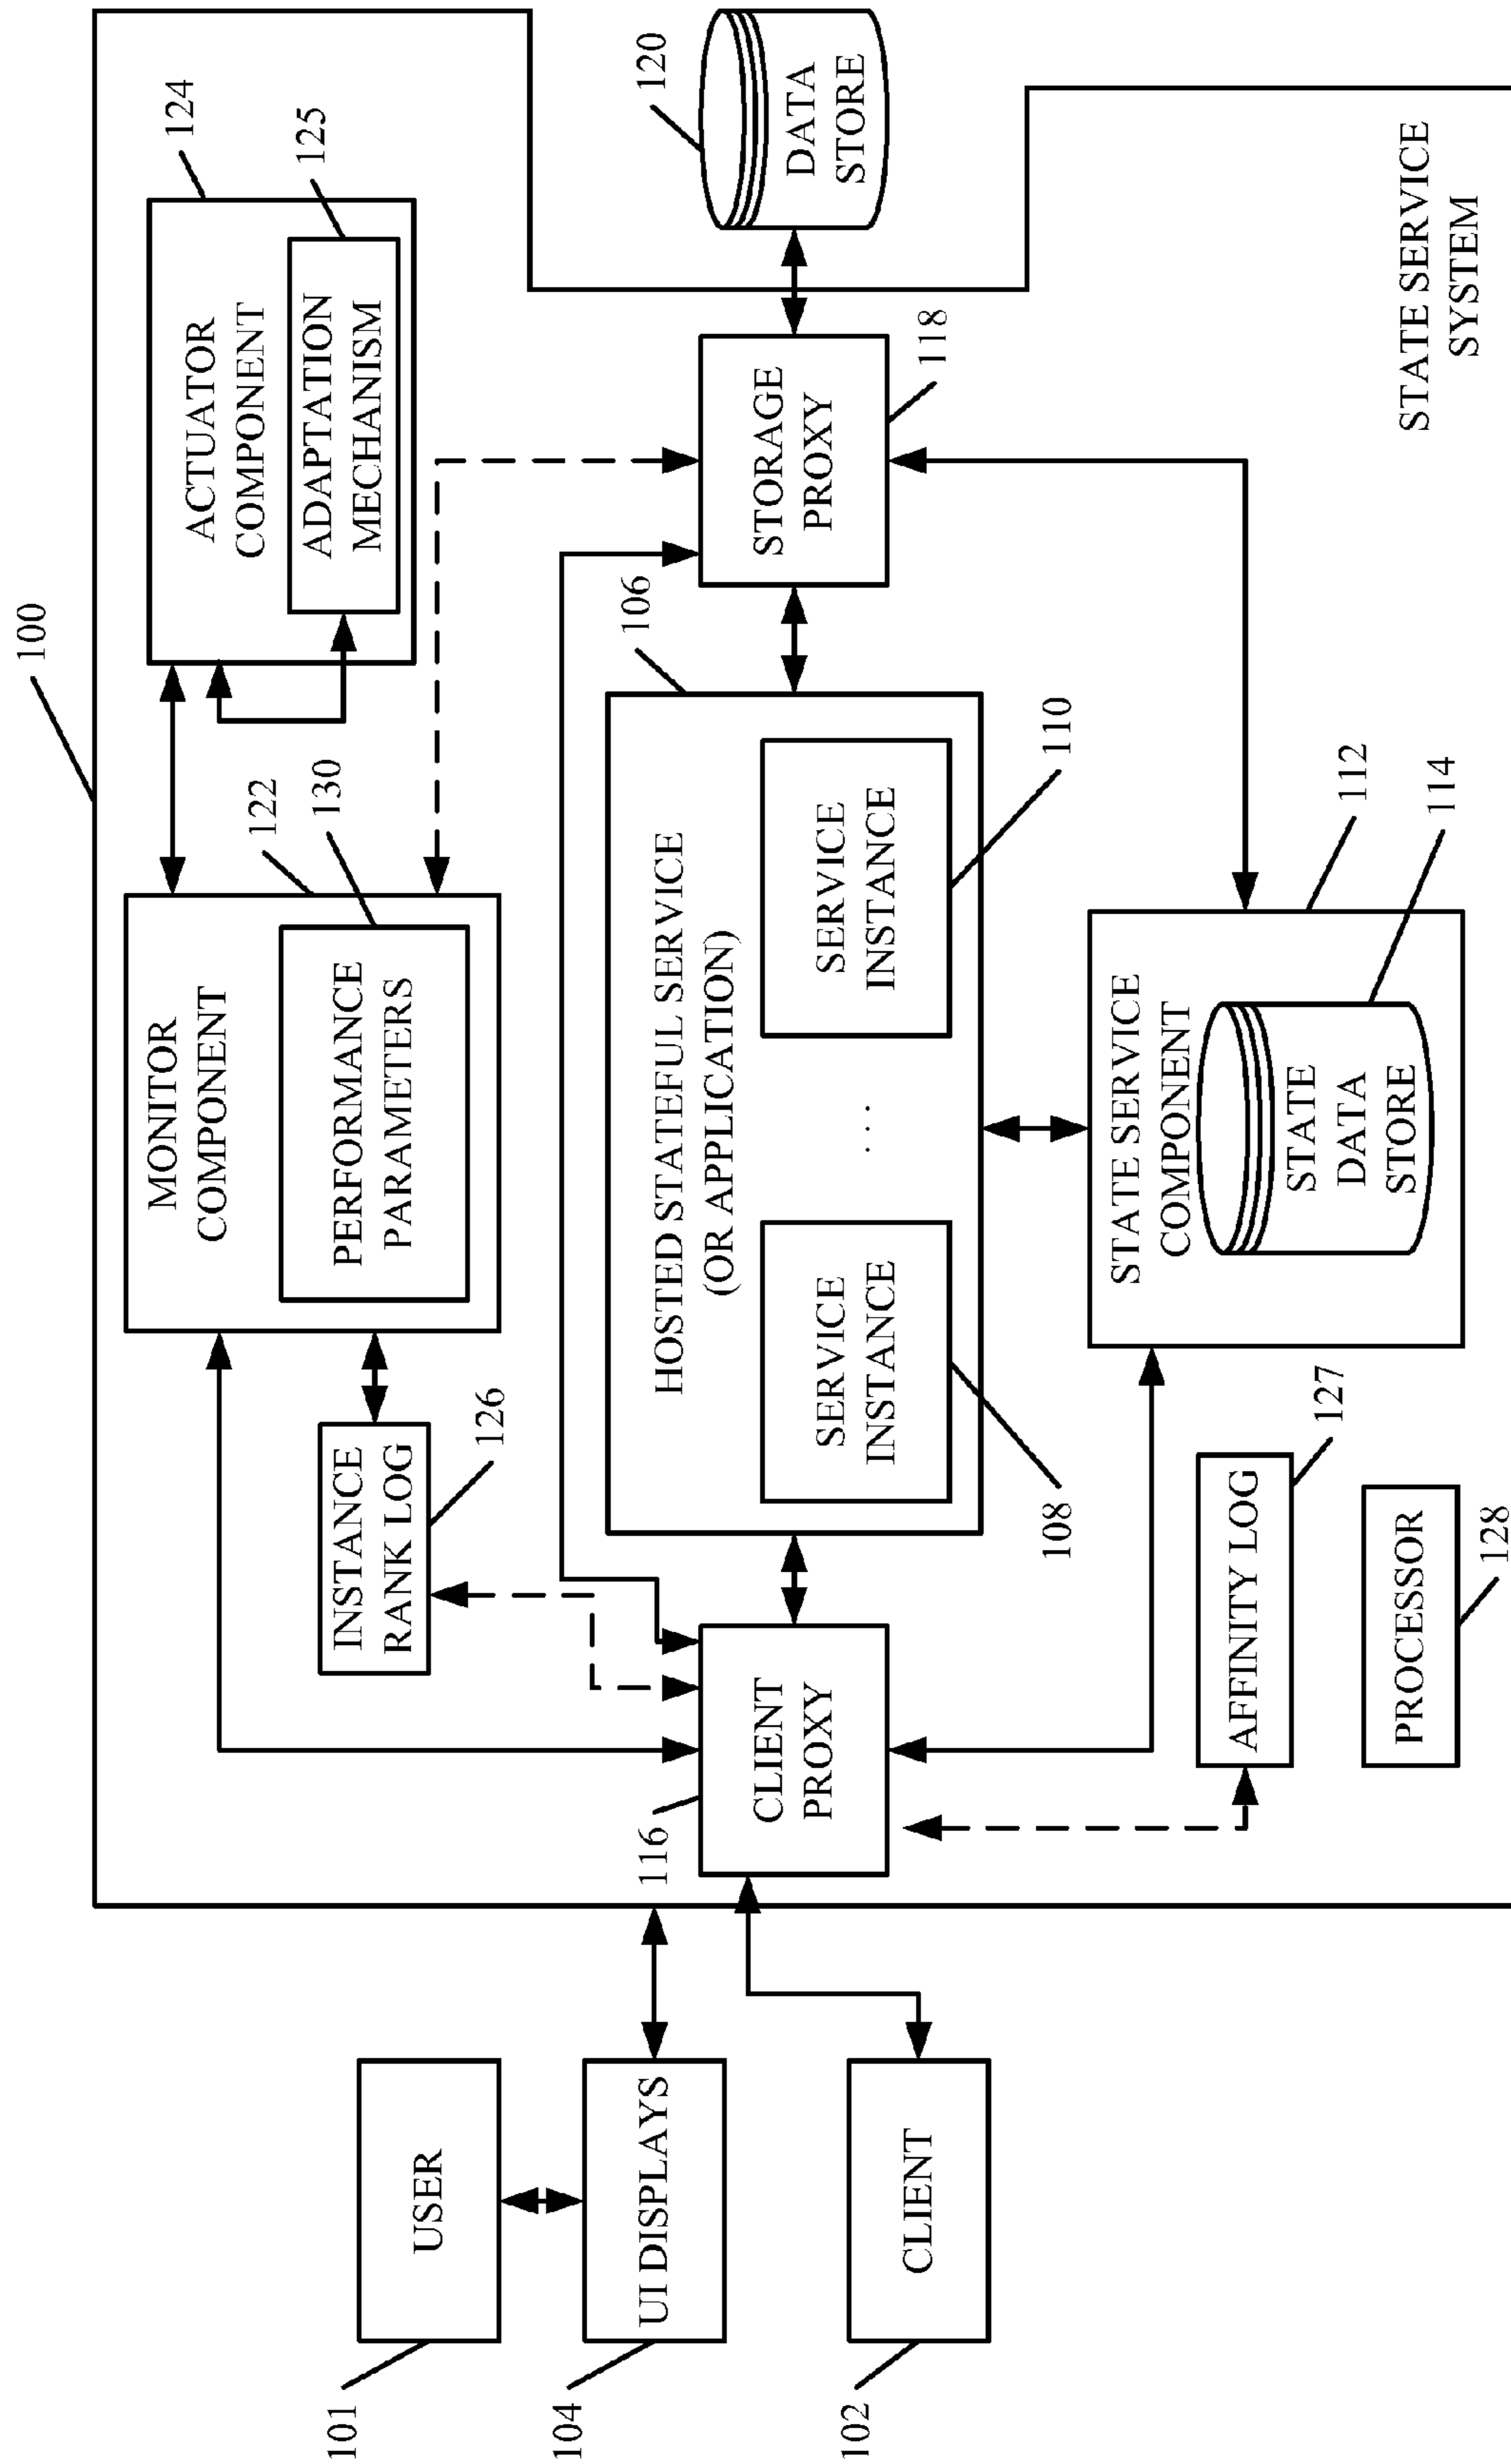 100
124
ACTUATOR
COMPONENT
125
ADAPTATION
MECHANISM
122
MONITOR
COMPONENT
130
PERFORMANCE
PARAMETERS
INSTANCE
RANK LOG
126
USER
101
UI DISPLAYS
104
CLIENT
102
116
CLIENT
PROXY
106
HOSTED STATEFUL SERVICE
(OR APPLICATION)
SERVICE
INSTANCE
108
. . .
SERVICE
INSTANCE
110
STORAGE
PROXY
118
120
DATA
STORE
STATE SERVICE
COMPONENT
112
STATE
DATA
STORE
114
AFFINITY LOG
127
PROCESSOR
128
STATE SERVICE
SYSTEM